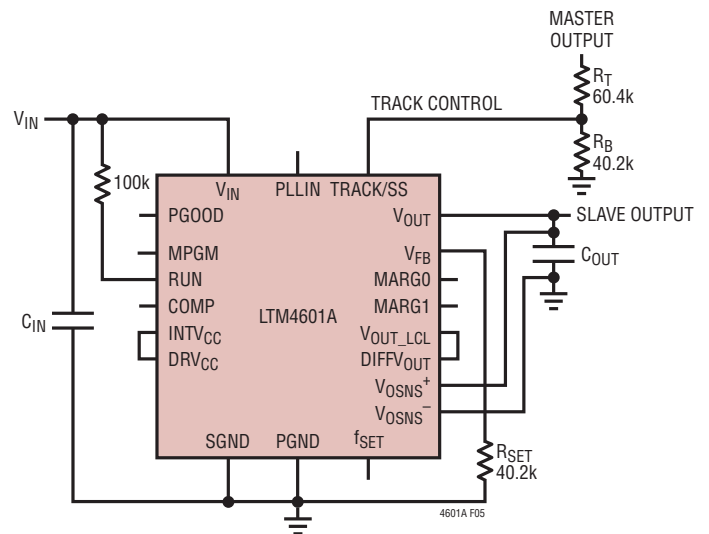 MASTER
OUTPUT
R_T
60.4k
TRACK CONTROL
V_IN
R_B
40.2k
100k
V_IN
PLLIN
TRACK/SS
PGOOD
V_OUT
SLAVE OUTPUT
MPGM
V_FB
C_OUT
RUN
MARG0
COMP
LTM4601A
MARG1
C_IN
INTV_CC
V_OUT_LCL
DRV_CC
DIFFV_OUT
V_OSNS^+
V_OSNS^–
SGND
PGND
f_SET
R_SET
40.2k
4601A F05